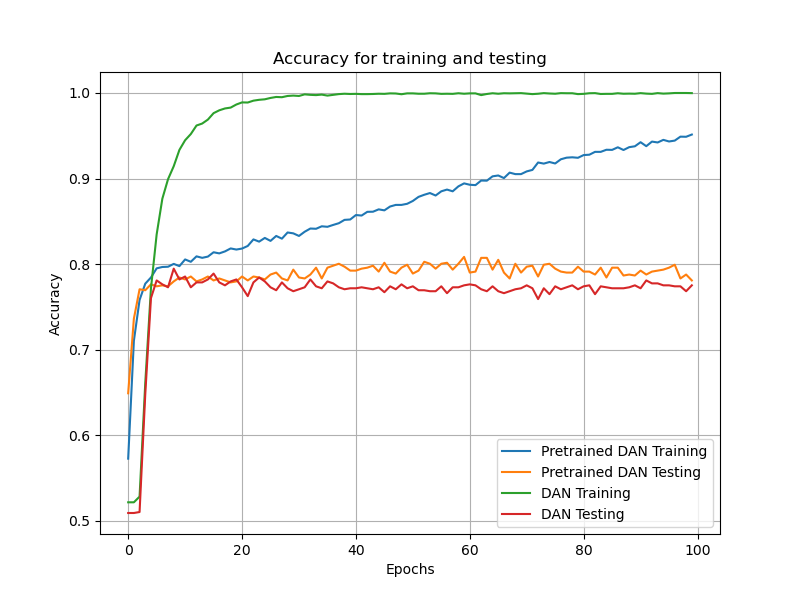 Accuracy for training and testing
Accuracy
1.0
0.9
0.8
0.7
0.6
0.5
0
20
40
60
80
100
Epochs
Pretrained DAN Training
Pretrained DAN Testing
DAN Training
DAN Testing